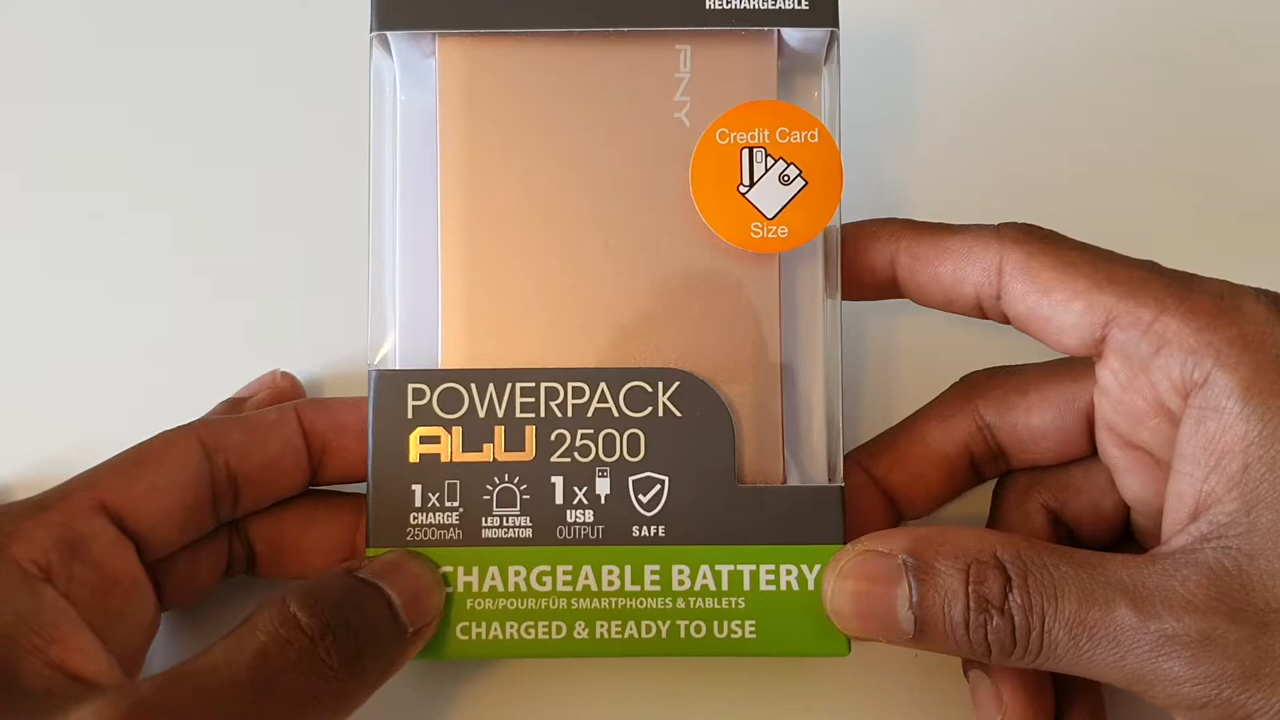 RECHARGEABLE
PNY
Credit Card
Size
POWERPACK
ALU 2500
1x
CHARGE*
2500mAh
LED LEVEL
INDICATOR
1x
USB
OUTPUT
SAFE
CHARGEABLE BATTERY
FOR/POUR/FÜR SMARTPHONES & TABLETS
CHARGED & READY TO USE